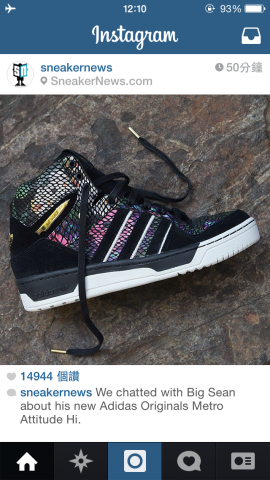 12:10
93%
Instagram
sn
sneakernews
SneakerNews.com
50分鐘
14944 個讚
sneakernews We chatted with Big Sean
about his new Adidas Originals Metro
Attitude Hi.